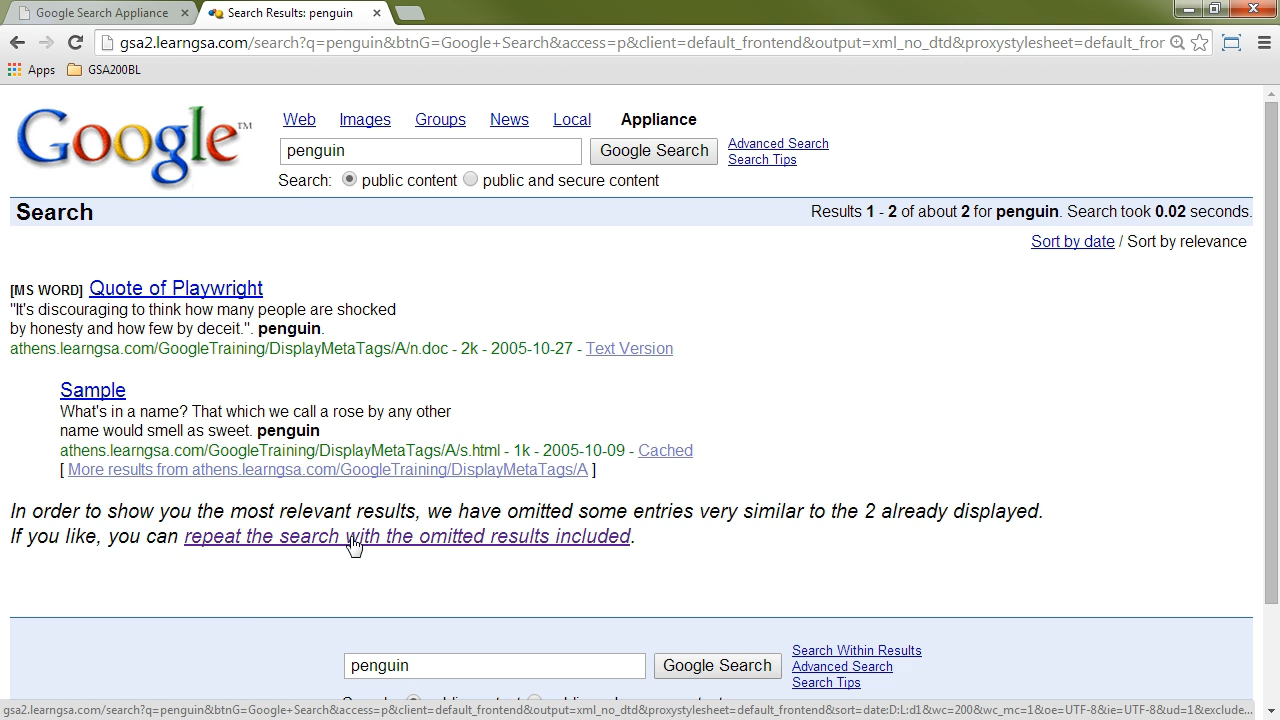 Google Search Appliance
Search Results: penguin
gsa2.learngsa.com/search?q=penguin&btnG=Google+Search&access=p&client=default_frontend&output=xml_no_dtd&proxystylesheet=default_fror
Apps GSA200BL
Google™
Web Images Groups News Local Appliance
penguin Google Search Advanced Search
Search Tips
Search: public content public and secure content
Search Results 1 - 2 of about 2 for penguin. Search took 0.02 seconds.
Sort by date / Sort by relevance
[MS WORD] Quote of Playwright
"It's discouraging to think how many people are shocked
by honesty and how few by deceit.". penguin.
athens.learngsa.com/GoogleTraining/DisplayMetaTags/A/n.doc - 2k - 2005-10-27 - Text Version
Sample
What's in a name? That which we call a rose by any other
name would smell as sweet. penguin
athens.learngsa.com/GoogleTraining/DisplayMetaTags/A/s.html - 1k - 2005-10-09 - Cached
[ More results from athens.learngsa.com/GoogleTraining/DisplayMetaTags/A ]
In order to show you the most relevant results, we have omitted some entries very similar to the 2 already displayed.
If you like, you can repeat the search with the omitted results included.
Search Within Results
penguin Google Search Advanced Search
Search Tips
gsa2.learngsa.com/search?q=penguin&btnG=Google+Search&access=p&client=default_frontend&output=xml_no_dtd&proxystylesheet=default_frontend&sort=date:D:L:d1&wc=200&wc_mc=1&oe=UTF-8&ie=UTF-8&ud=1&exclude...